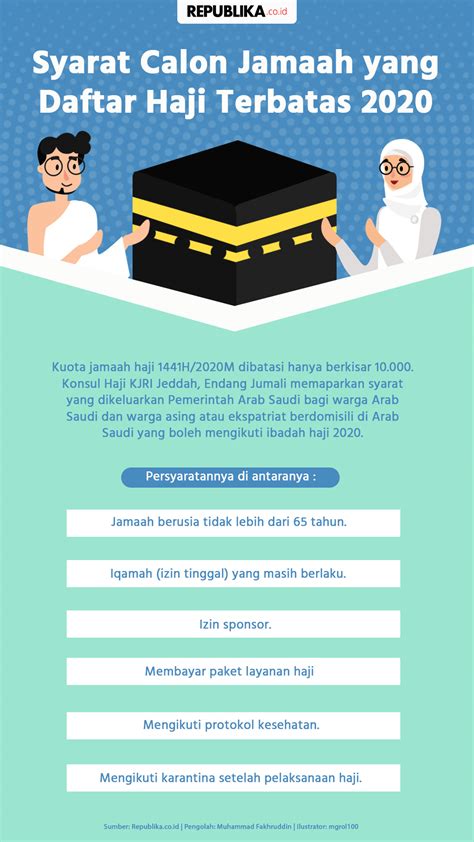 REPUBLIKA.co.id
Syarat Calon Jamaah yang
Daftar Haji Terbatas 2020
Kuota jamaah haji 1441H/2020M dibatasi hanya berkisar 10.000.
Konsul Haji KJRI Jeddah, Endang Jumali memaparkan syarat
yang dikeluarkan Pemerintah Arab Saudi bagi warga Arab
Saudi dan warga asing atau ekspatriat berdomisili di Arab
Saudi yang boleh mengikuti ibadah haji 2020.
Persyaratannya di antaranya :
Jamaah berusia tidak lebih dari 65 tahun.
Iqamah (izin tinggal) yang masih berlaku.
Izin sponsor.
Membayar paket layanan haji
Mengikuti protokol kesehatan.
Mengikuti karantina setelah pelaksanaan haji.
Sumber: Republika.co.id | Pengolah: Muhammad Fakhruddin | ilustrator: mgrol100